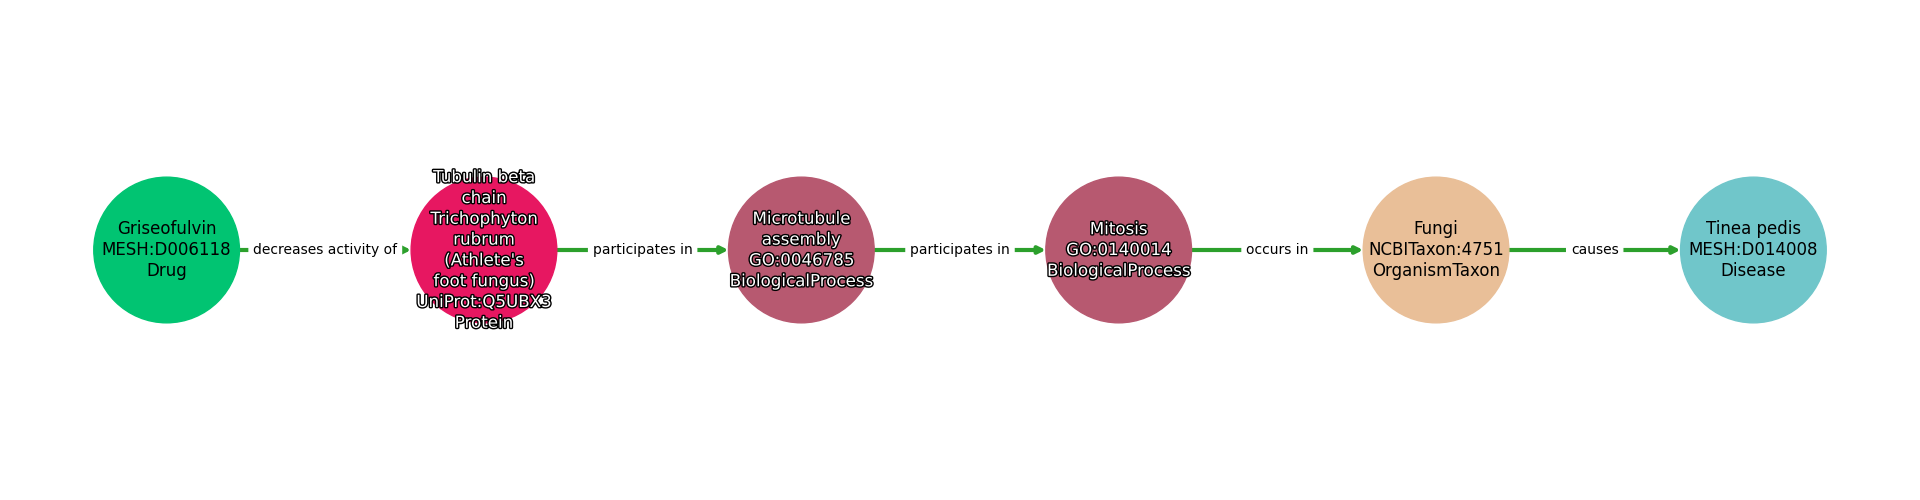 Griseofulvin
MESH:D006118
Drug
decreases activity of
Tubulin beta
chain
Trichophyton
rubrum
(Athlete's
foot fungus)
UniProt:Q5UBX3
Protein
participates in
Microtubule
assembly
GO:0046785
BiologicalProcess
participates in
Mitosis
GO:0140014
BiologicalProcess
occurs in
Fungi
NCBITaxon:4751
OrganismTaxon
causes
Tinea pedis
MESH:D014008
Disease